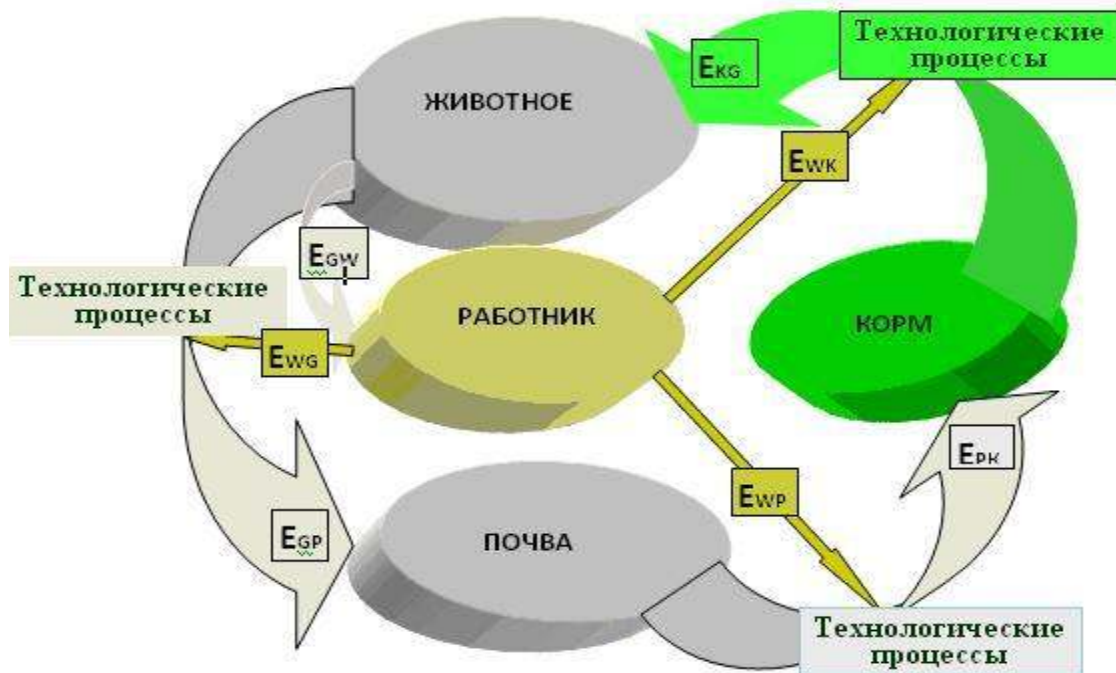 Технологические
процессы
EKG
ЖИВОТНОЕ
EWK
EGW
Технологические
процессы
РАБОТНИК
КОРМ
EWG
EPK
EWP
EGP
ПОЧВА
Технологические
процессы